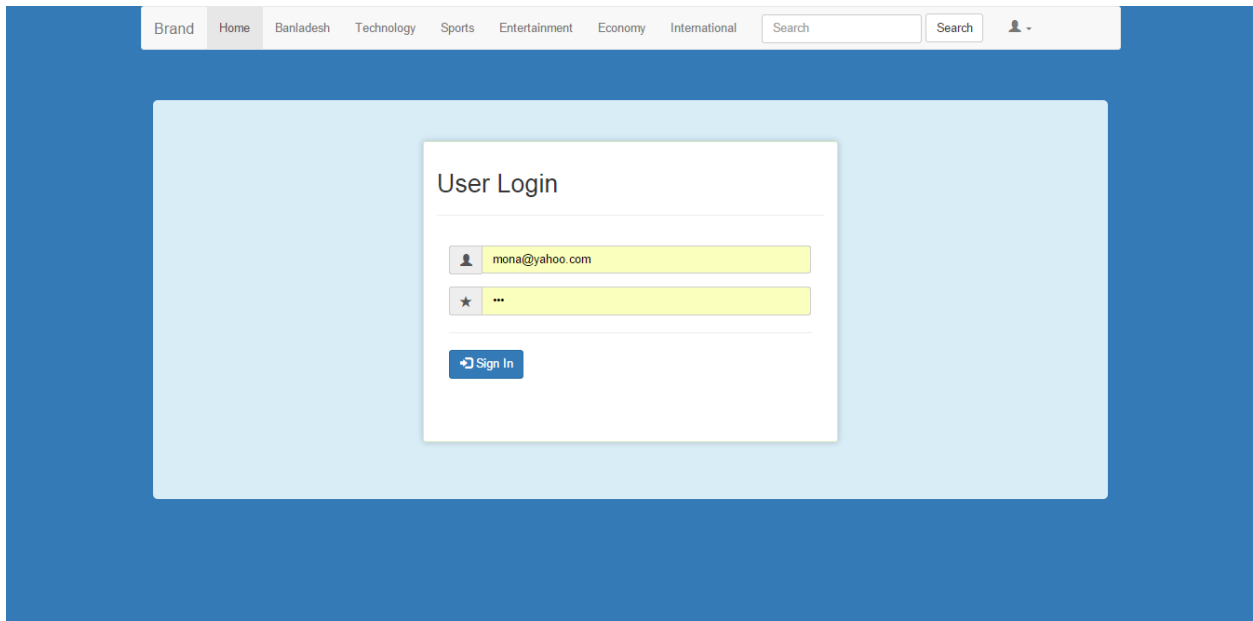 Brand Home Banladesh Technology Sports Entertainment Economy International Search Search
User Login
mona@yahoo.com
•••
Sign In